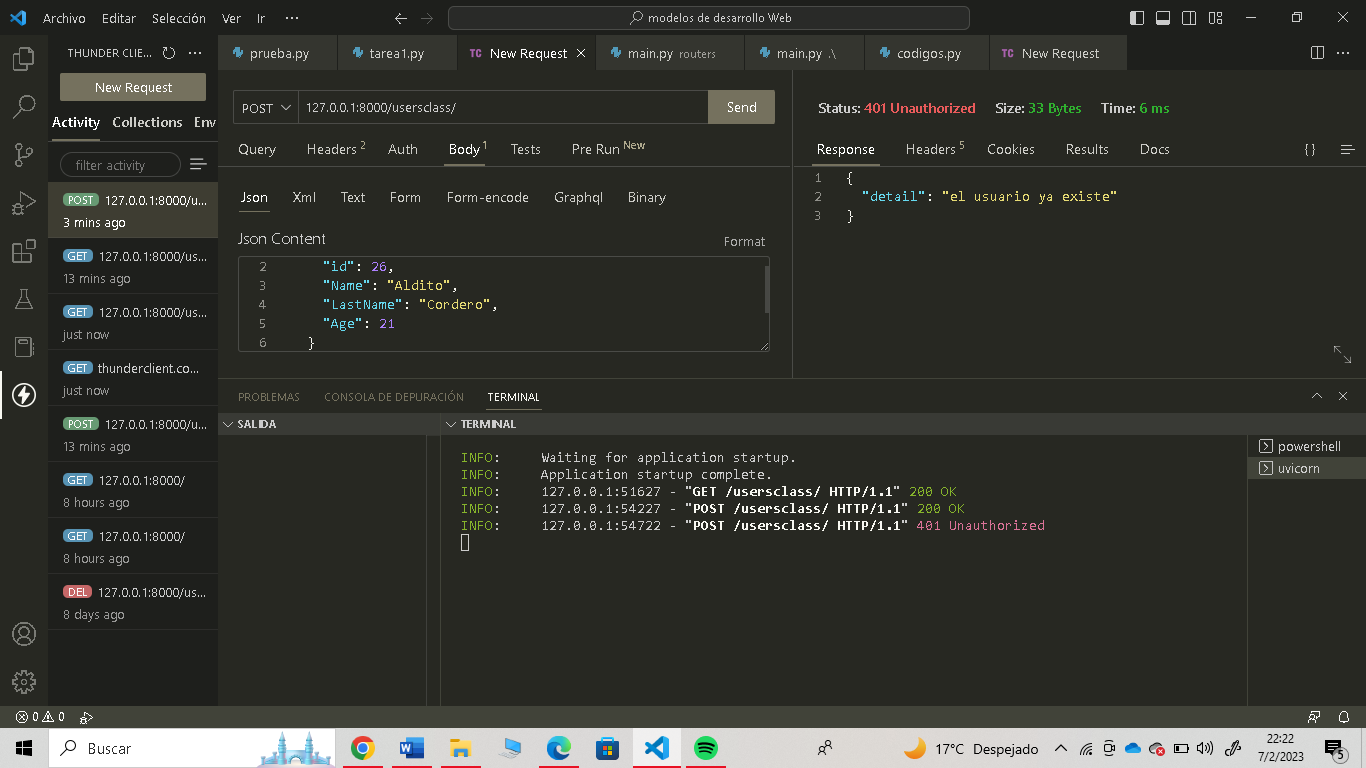 Archivo Editar Selección Ver Ir ··· modelos de desarrollo Web
THUNDER CLIE... ···
New Request
Activity Collections Env
filter activity
POST 127.0.0.1:8000/u...
3 mins ago
GET 127.0.0.1:8000/us...
13 mins ago
GET 127.0.0.1:8000/us...
just now
GET thunderclient.co...
just now
POST 127.0.0.1:8000/u...
13 mins ago
GET 127.0.0.1:8000/
8 hours ago
GET 127.0.0.1:8000/
8 hours ago
DEL 127.0.0.1:8000/us...
8 days ago
prueba.py tarea1.py TC New Request main.py routers main.py .\ codigos.py TC New Request ···
POST 127.0.0.1:8000/usersclass/ Send
Query Headers 2 Auth Body 1 Tests Pre Run New
Json Xml Text Form Form-encode Graphql Binary
Json Content Format
2 "id": 26,
3 "Name": "Aldito",
4 "LastName": "Cordero",
5 "Age": 21
6 }
Status: 401 Unauthorized Size: 33 Bytes Time: 6 ms
Response Headers 5 Cookies Results Docs {}
1 {
2 "detail": "el usuario ya existe"
3 }
PROBLEMAS CONSOLA DE DEPURACIÓN TERMINAL
SALIDA
TERMINAL
INFO: Waiting for application startup.
INFO: Application startup complete.
INFO: 127.0.0.1:51627 - "GET /usersclass/ HTTP/1.1" 200 OK
INFO: 127.0.0.1:54227 - "POST /usersclass/ HTTP/1.1" 200 OK
INFO: 127.0.0.1:54722 - "POST /usersclass/ HTTP/1.1" 401 Unauthorized
powershell
uvicorn
0 0
Buscar
17°C Despejado
22:22
7/2/2023
5